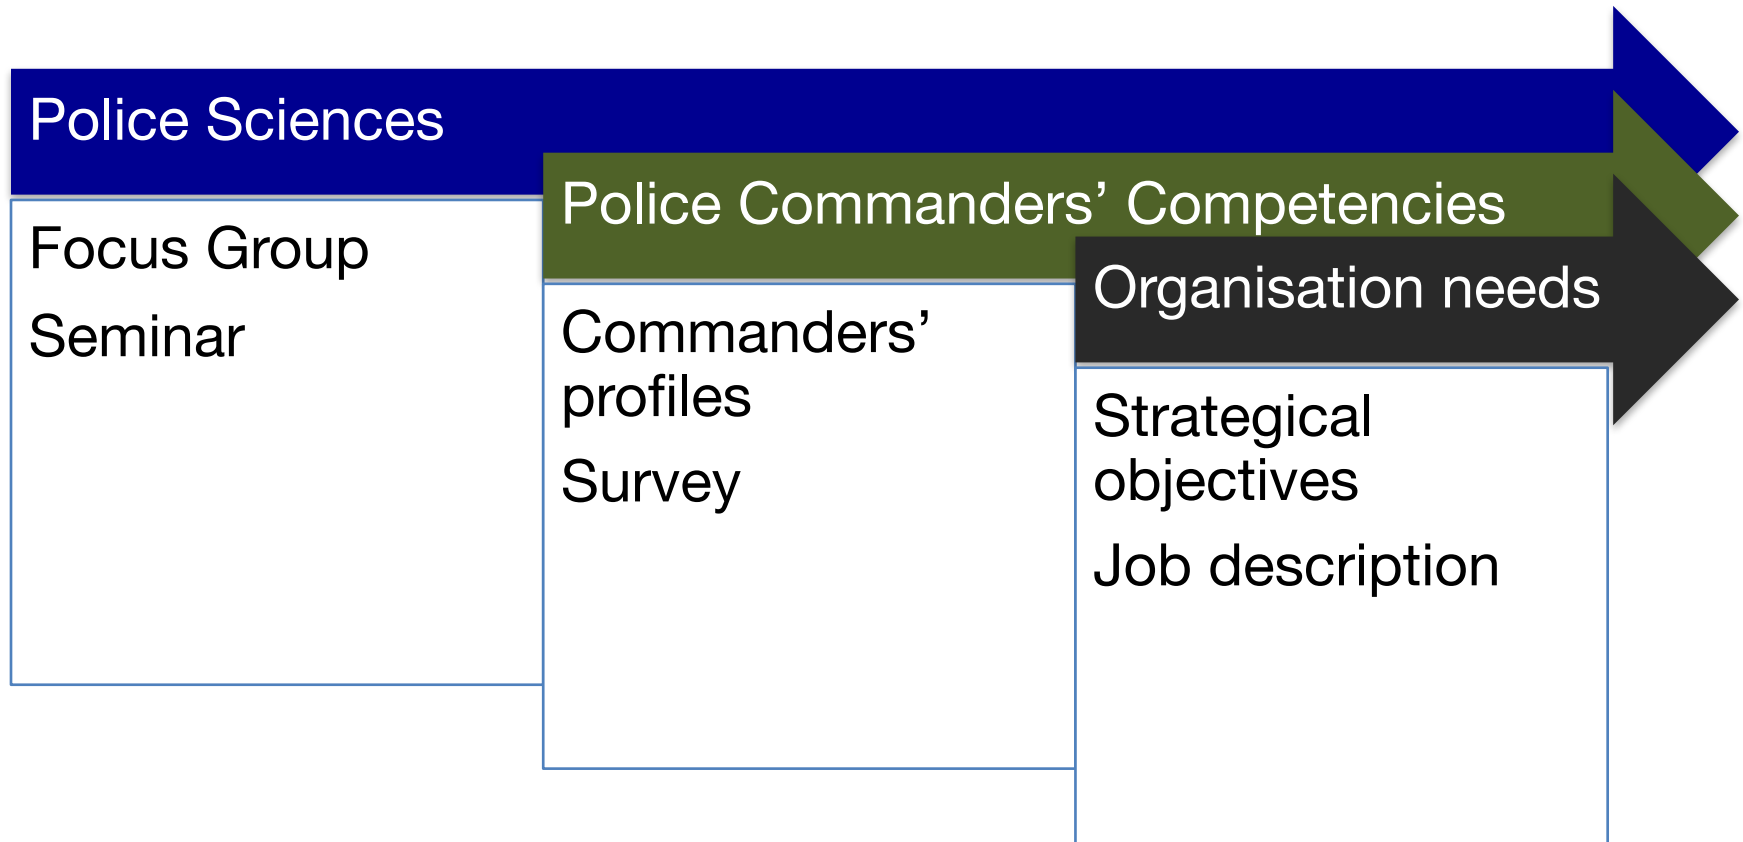 Police Sciences
Focus Group
Seminar
Police Commanders’ Competencies
Commanders’
profiles
Survey
Organisation needs
Strategical
objectives
Job description